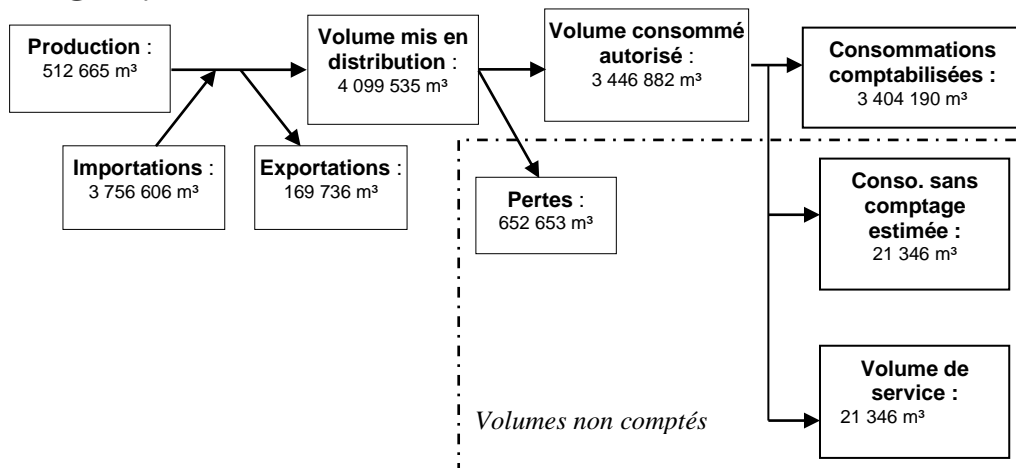 Production :
512 665 m³
Volume mis en
distribution :
4 099 535 m³
Volume consommé
autorisé :
3 446 882 m³
Consommations
comptabilisées :
3 404 190 m³
Importations :
3 756 606 m³
Exportations :
169 736 m³
Pertes :
652 653 m³
Conso. sans
comptage
estimée :
21 346 m³
Volume de
service :
21 346 m³
Volumes non comptés